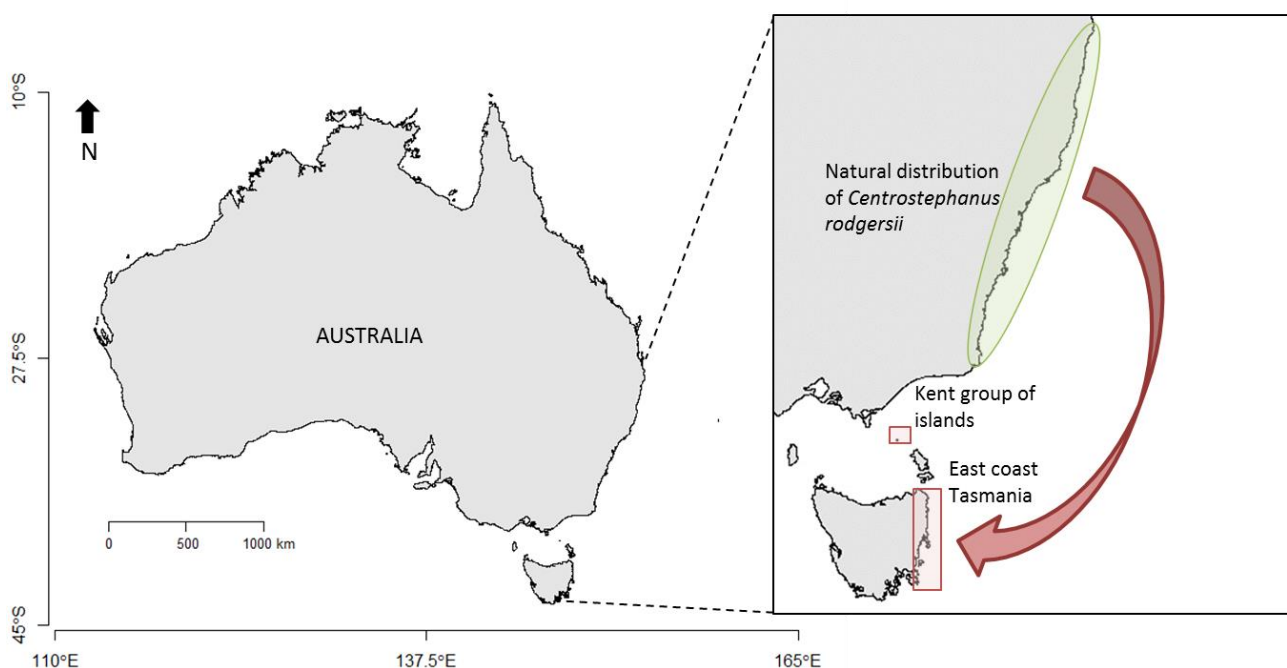 10°S
N
27.5°S
45°S
110°E
137.5°E
165°E
AUSTRALIA
0 500 1000 km
Natural distribution
of Centrostephanus
rodgersii
Kent group of
islands
East coast
Tasmania